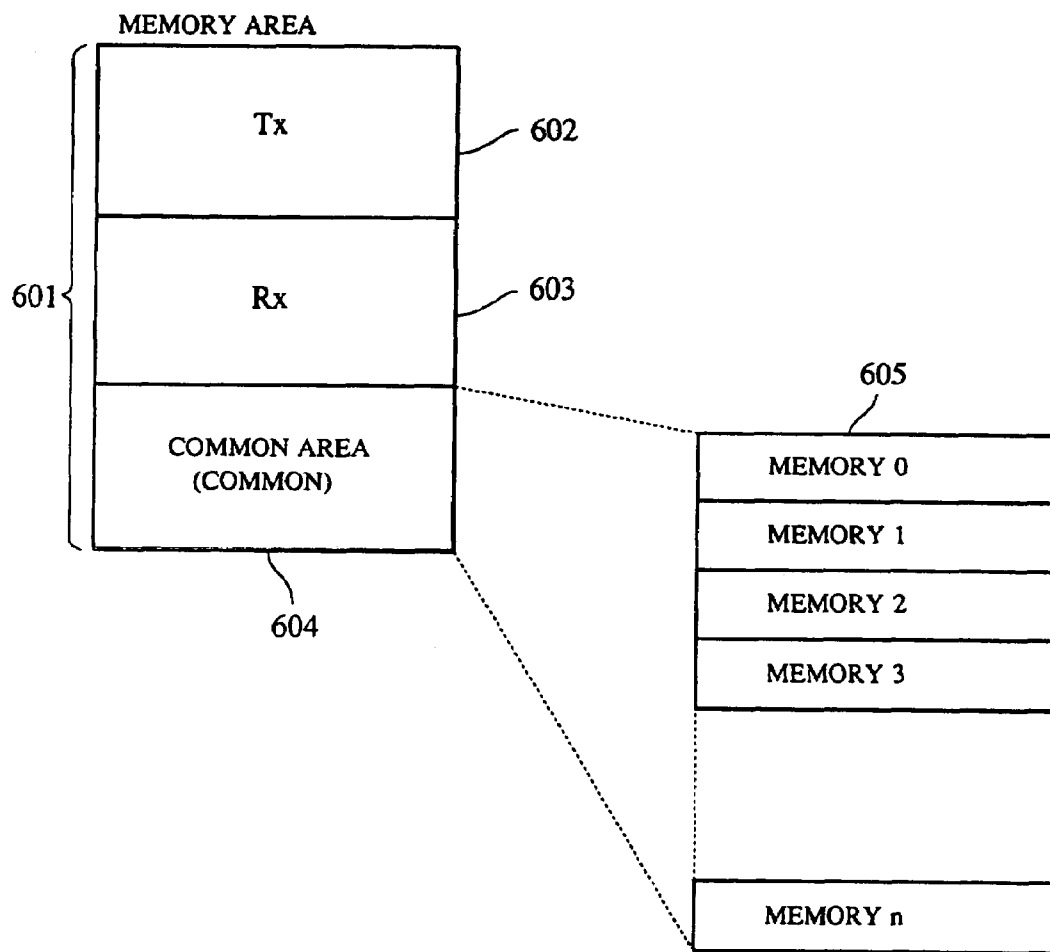 MEMORY AREA
Tx
602
601
Rx
603
COMMON AREA
(COMMON)
604
605
MEMORY 0
MEMORY 1
MEMORY 2
MEMORY 3
MEMORY n